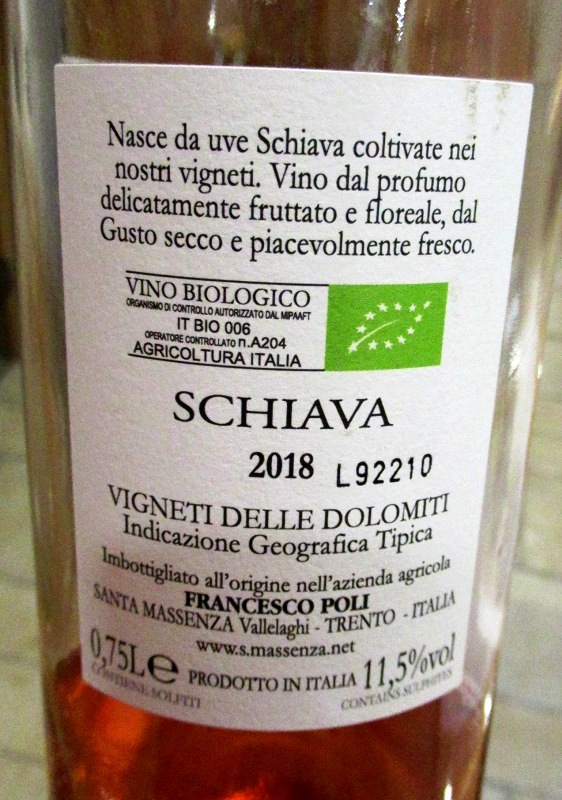 Nasce da uve Schiava coltivate nei
nostri vigneti. Vino dal profumo
delicatamente fruttato e floreale, dal
Gusto secco e piacevolmente fresco.
VINO BIOLOGICO
ORGANISMO DI CONTROLLO AUTORIZZATO DAL MIPAAFT
IT BIO 006
OPERATORE CONTROLLATO n.A204
AGRICOLTURA ITALIA
SCHIAVA
2018 L92210
VIGNETI DELLE DOLOMITI
Indicazione Geografica Tipica
Imbottigliato all'origine nell'azienda agricola
FRANCESCO POLI
SANTA MASSENZA Vallelaghi - TRENTO - ITALIA
www.s.massenza.net
0,75L e PRODOTTO IN ITALIA 11,5%vol
CONTIENE SOLFITI CONTAINS SULPHITES